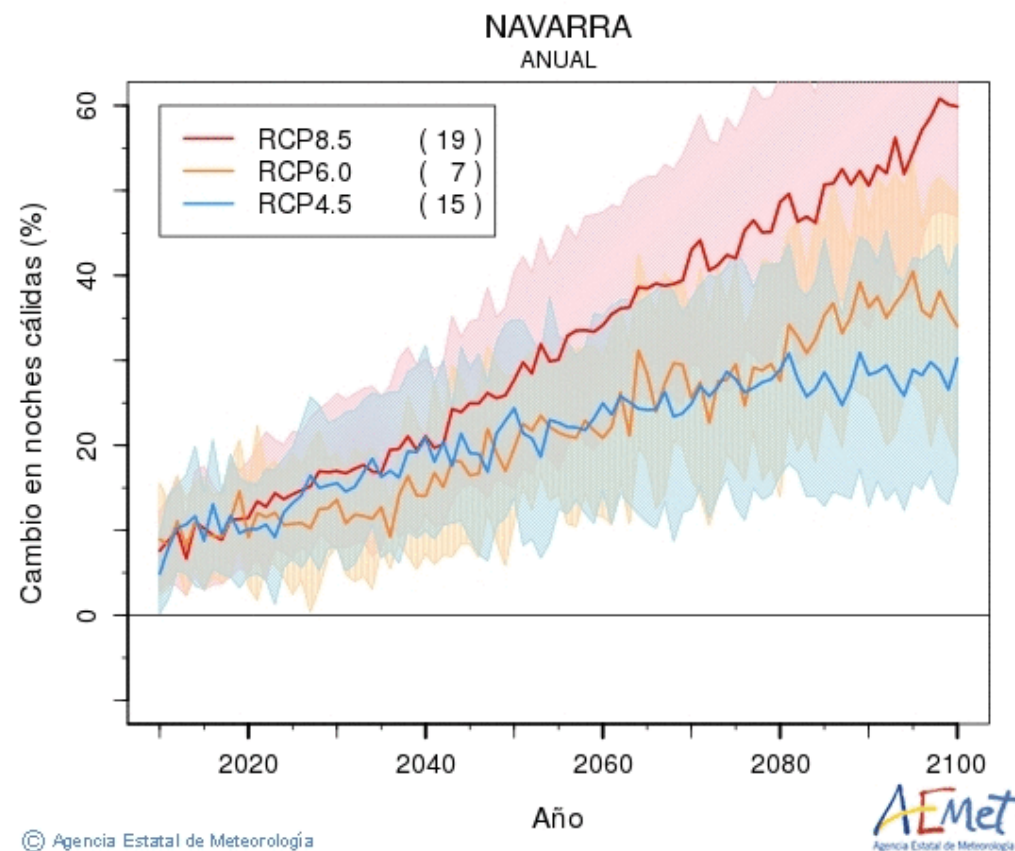 NAVARRA
ANUAL
RCP8.5 ( 19 )
RCP6.0 ( 7 )
RCP4.5 ( 15 )
Cambio en noches cálidas (%)
60
40
20
0
2020 2040 2060 2080 2100
Año
© Agencia Estatal de Meteorología
AEMet
Agencia Estatal de Meteorología